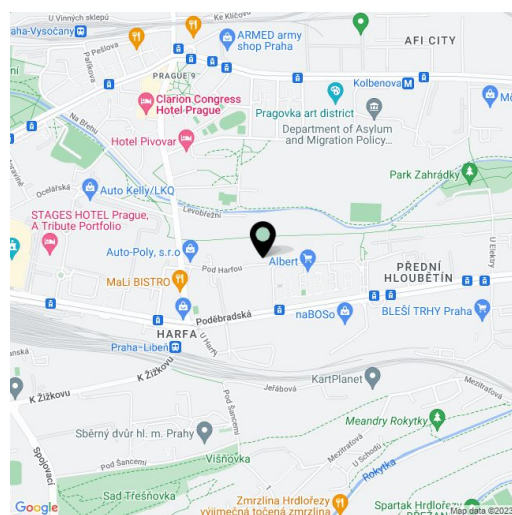 U Vinných sklepů
Ke Klíčovu
aha-Vysočany
Pešlova
Paříkova
ARMED army
shop Praha
AFI CITY
PRAGUE 9
Kolbenova
Clarion Congress
Hotel Prague
Pragovka art district
Na Břehu
Department of Asylum
and Migration Policy...
Hotel Pivovar
Park Zahrádky
Ocelářská
Auto Kelly/LKQ
Levobřežní
STAGES HOTEL Prague,
A Tribute Portfolio
U Elektry
Auto-Poly, s.r.o
Albert
Pod Harfou
PŘEDNÍ
HLOUBĚTÍN
MaLi BISTRO
Poděbradská
naBOSo
BLEŠÍ TRHY Praha
HARFA
U Harfy
Praha-Libeň
K Žižkovu
KartPlanet
Jeřábová
Mezitraťová
K Žižkovu
Pod Šancemi
Meandry Rokytky
Sběrný dvůr hl. m. Prahy
Mezitraťová
U Schodů
Spojovací
Višňovka
Pod Šancemi
Rokytka
Sad Třešňovka
Zmrzlina Hrdlořezy
výjimečná točená zmrzlina
Spartak Hrdlořezy
Google
Map data ©2023